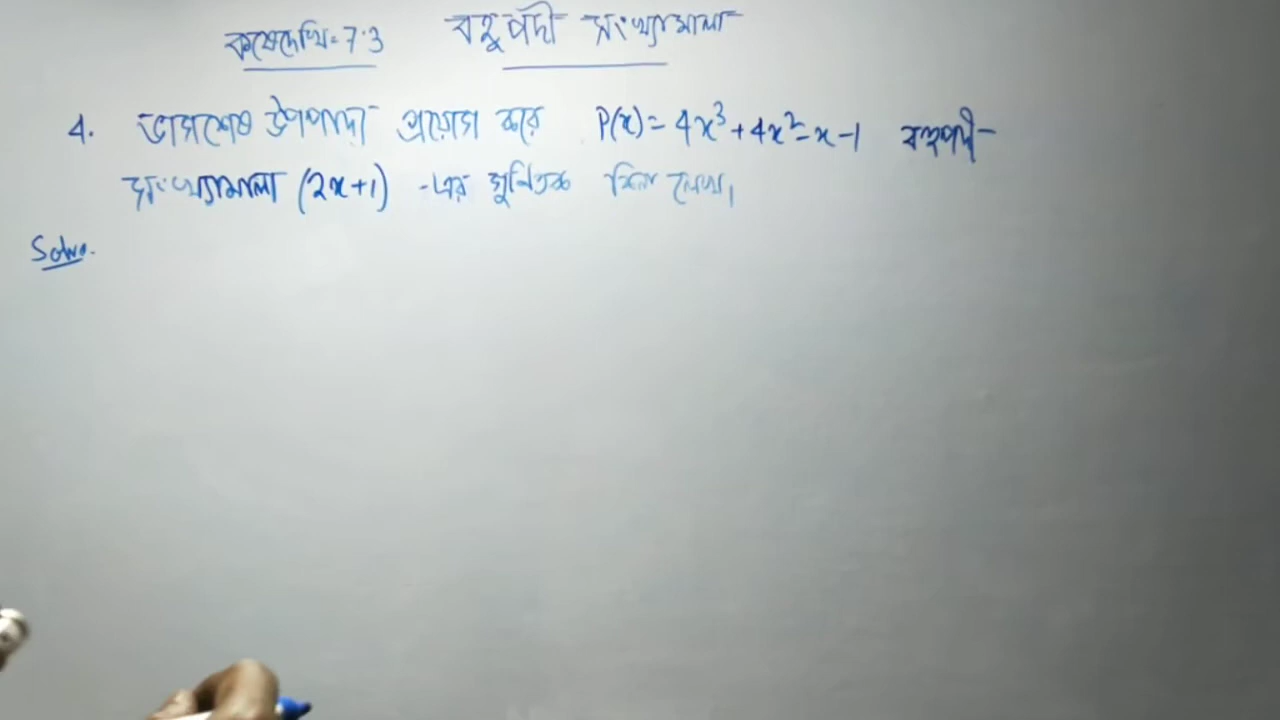 কষেদেখি-7.3 বহুপদী সংখ্যামালা
4. ভাগশেষ উপপাদ্য প্রয়োগ করে P(x)=4x³+4x²-x-1 বহুপদী
সংখ্যামালা (2x+1) -এর গুণিতক কিনা লেখ।
Solve.